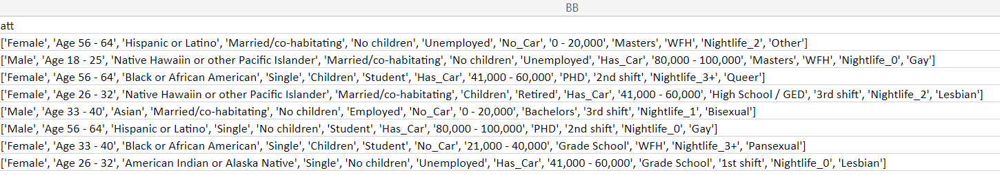 BB
att
['Female', 'Age 56 - 64', 'Hispanic or Latino', 'Married/co-habitating', 'No children', 'Unemployed', 'No_Car', '0 - 20,000', 'Masters', 'WFH', 'Nightlife_2', 'Other']
['Male', 'Age 18 - 25', 'Native Hawaiin or other Pacific Islander', 'Married/co-habitating', 'No children', 'Unemployed', 'Has_Car', '80,000 - 100,000', 'Masters', 'WFH', 'Nightlife_0', 'Gay']
['Female', 'Age 56 - 64', 'Black or African American', 'Single', 'Children', 'Student', 'Has_Car', '41,000 - 60,000', 'PHD', '2nd shift', 'Nightlife_3+', 'Queer']
['Female', 'Age 26 - 32', 'Native Hawaiin or other Pacific Islander', 'Married/co-habitating', 'Children', 'Retired', 'Has_Car', '41,000 - 60,000', 'High School / GED', '3rd shift', 'Nightlife_2', 'Lesbian']
['Male', 'Age 33 - 40', 'Asian', 'Married/co-habitating', 'No children', 'Employed', 'No_Car', '0 - 20,000', 'Bachelors', '3rd shift', 'Nightlife_1', 'Bisexual']
['Male', 'Age 56 - 64', 'Hispanic or Latino', 'Single', 'No children', 'Student', 'Has_Car', '80,000 - 100,000', 'PHD', '2nd shift', 'Nightlife_0', 'Gay']
['Female', 'Age 33 - 40', 'Black or African American', 'Single', 'Children', 'Student', 'No_Car', '21,000 - 40,000', 'Grade School', 'WFH', 'Nightlife_3+', 'Pansexual']
['Female', 'Age 26 - 32', 'American Indian or Alaska Native', 'Single', 'No children', 'Unemployed', 'Has_Car', '41,000 - 60,000', 'Grade School', '1st shift', 'Nightlife_0', 'Lesbian']